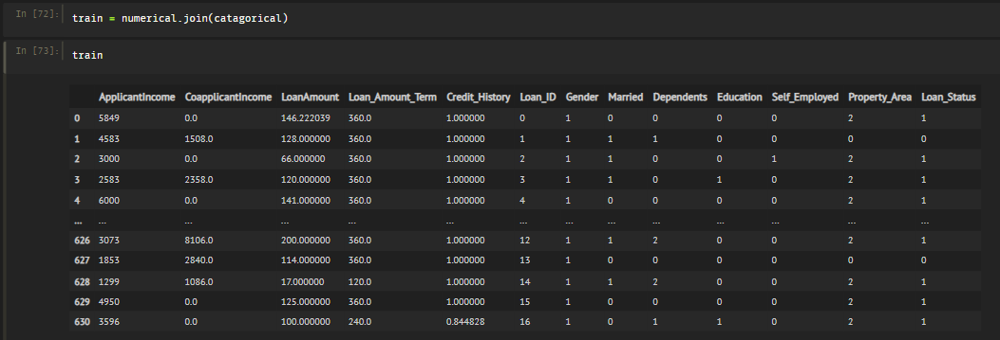 In [72]: train = numerical.join(catagorical)
In [73]: train
ApplicantIncome CoapplicantIncome LoanAmount Loan_Amount_Term Credit_History Loan_ID Gender Married Dependents Education Self_Employed Property_Area Loan_Status
0 5849 0.0 146.222039 360.0 1.000000 0 1 0 0 0 0 2 1
1 4583 1508.0 128.000000 360.0 1.000000 1 1 1 1 0 0 0 0
2 3000 0.0 66.000000 360.0 1.000000 2 1 1 0 0 1 2 1
3 2583 2358.0 120.000000 360.0 1.000000 3 1 1 0 1 0 2 1
4 6000 0.0 141.000000 360.0 1.000000 4 1 0 0 0 0 2 1
... ... ... ... ... ... ... ... ... ... ... ... ... ...
626 3073 8106.0 200.000000 360.0 1.000000 12 1 1 2 0 0 2 1
627 1853 2840.0 114.000000 360.0 1.000000 13 1 0 0 0 0 0 0
628 1299 1086.0 17.000000 120.0 1.000000 14 1 1 2 0 0 2 1
629 4950 0.0 125.000000 360.0 1.000000 15 1 0 0 0 0 2 1
630 3596 0.0 100.000000 240.0 0.844828 16 1 0 1 1 0 2 1